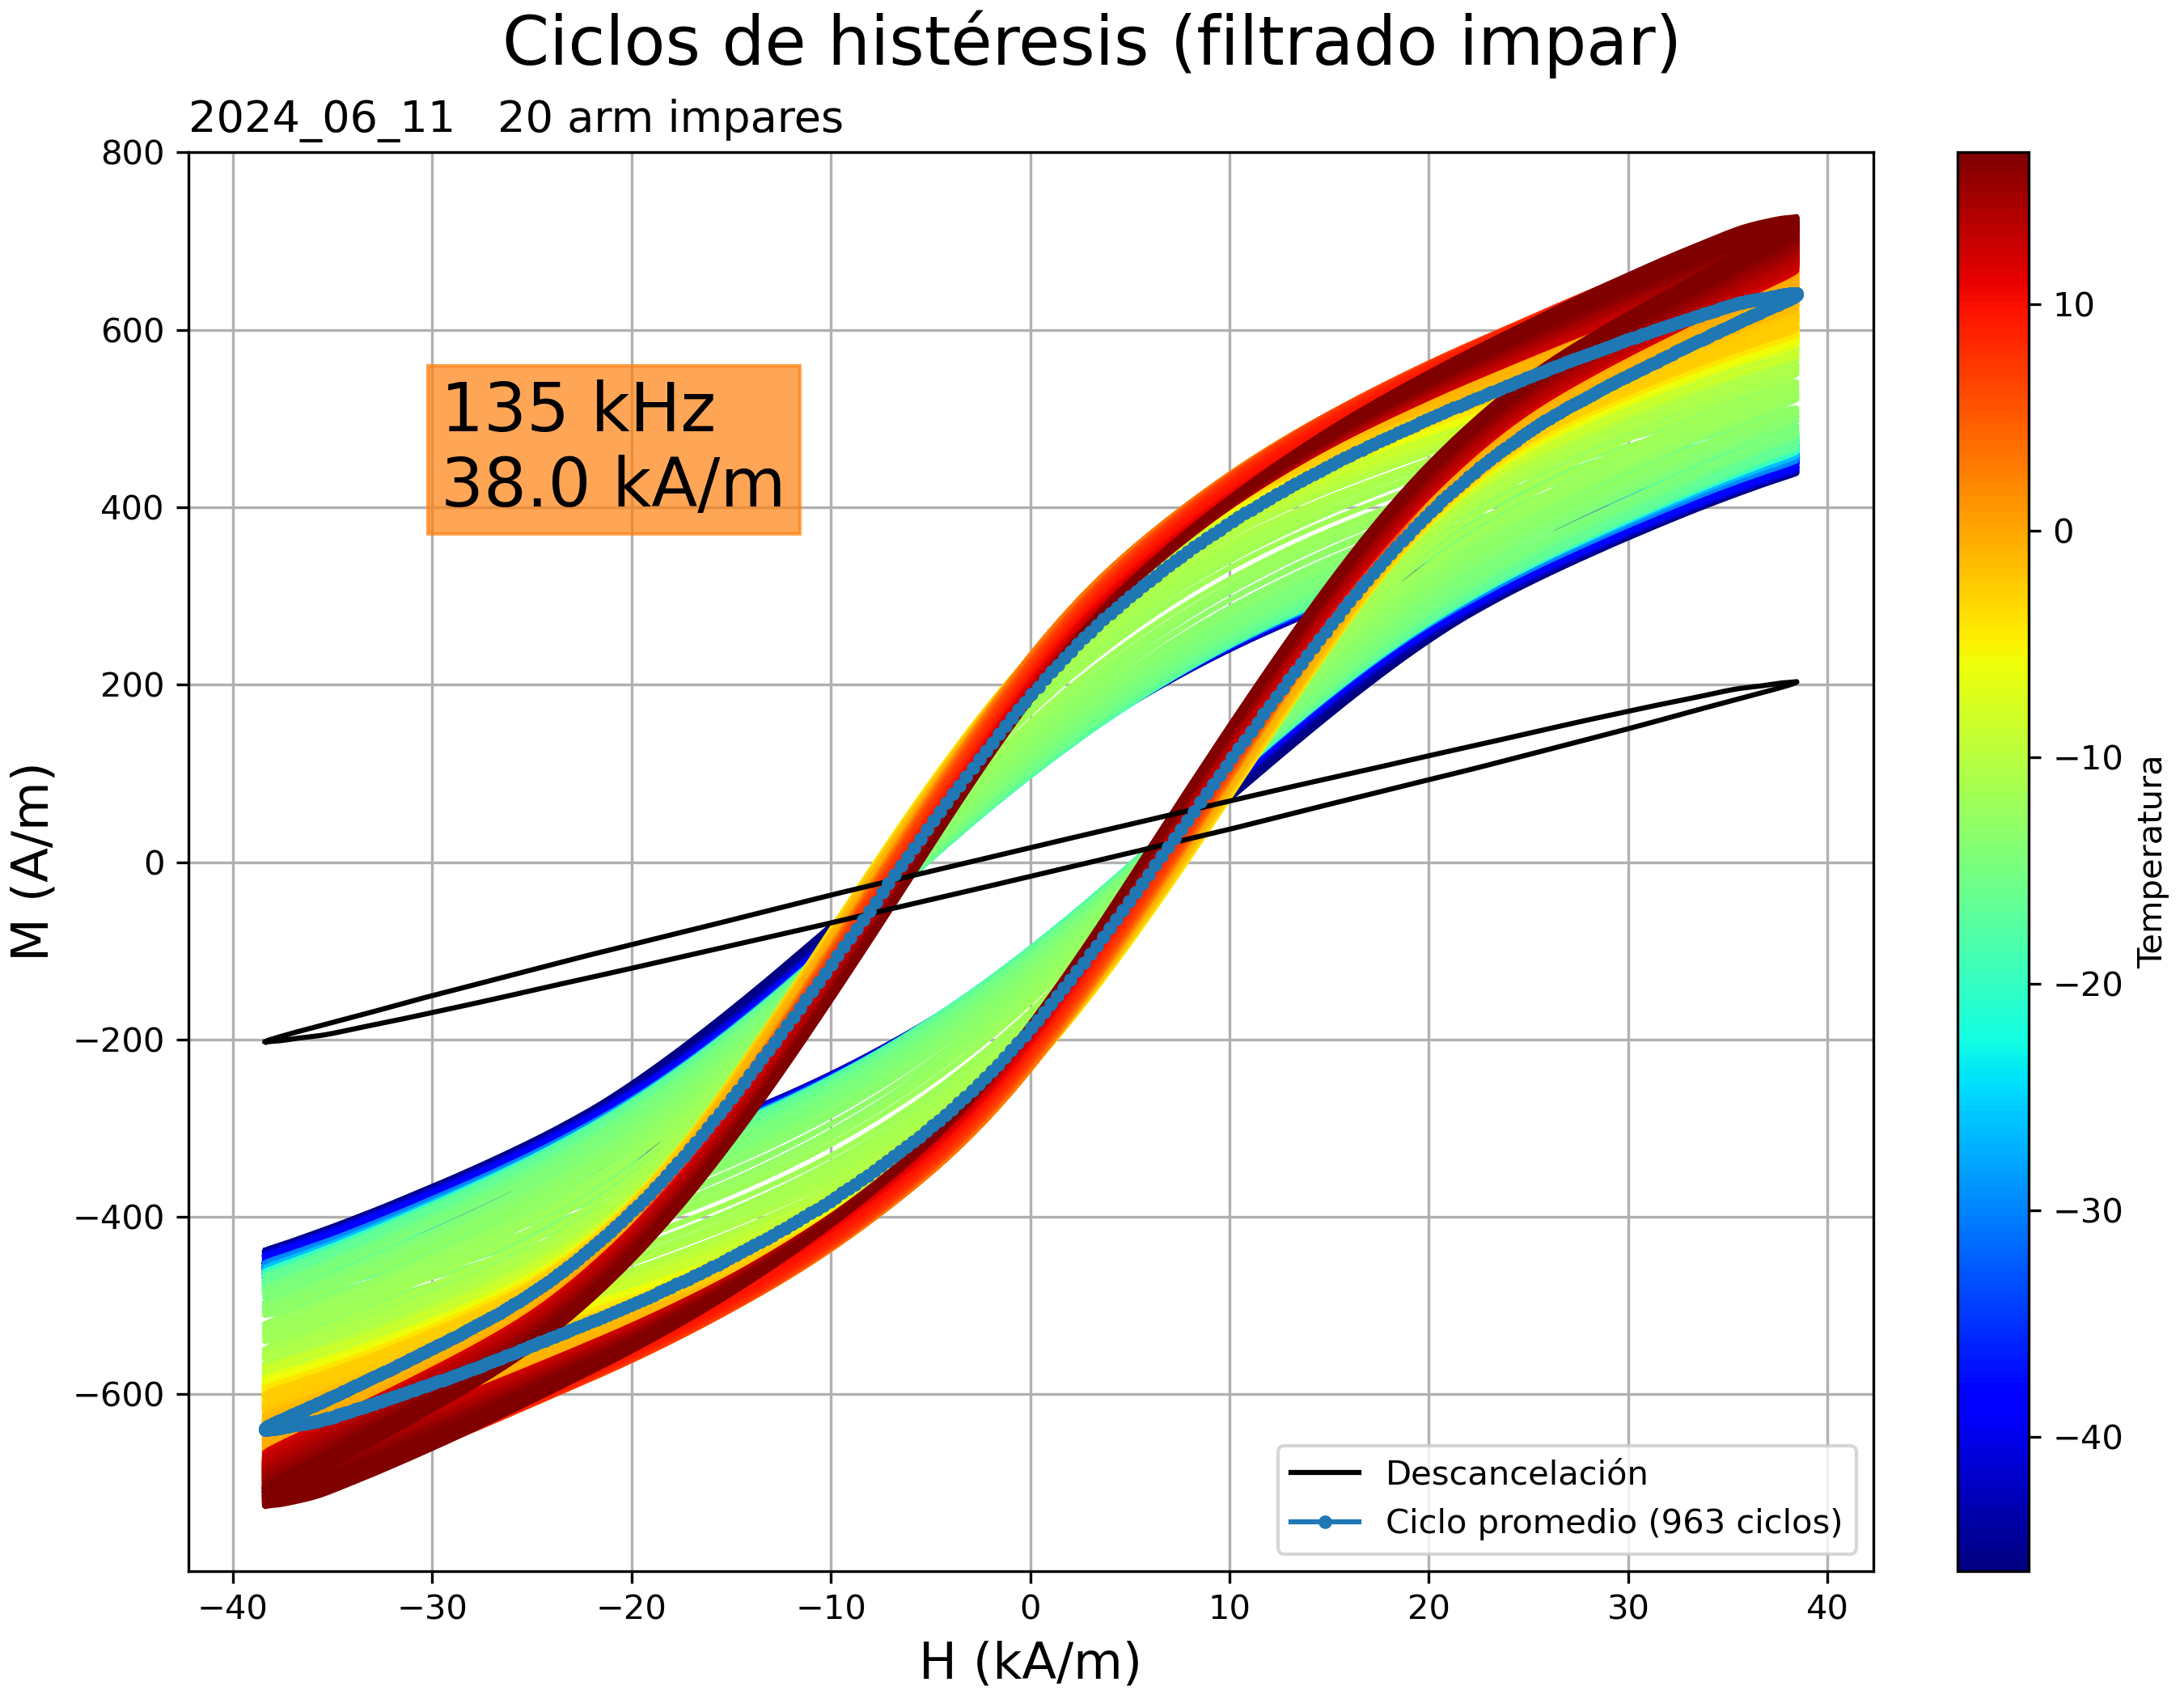 Ciclos de histéresis (filtrado impar)
2024_06_11 20 arm impares
800
600
400
200
0
−200
−400
−600
M (A/m)
135 kHz
38.0 kA/m
Descancelación
Ciclo promedio (963 ciclos)
−40 −30 −20 −10 0 10 20 30 40
H (kA/m)
10
0
−10
−20
−30
−40
Temperatura